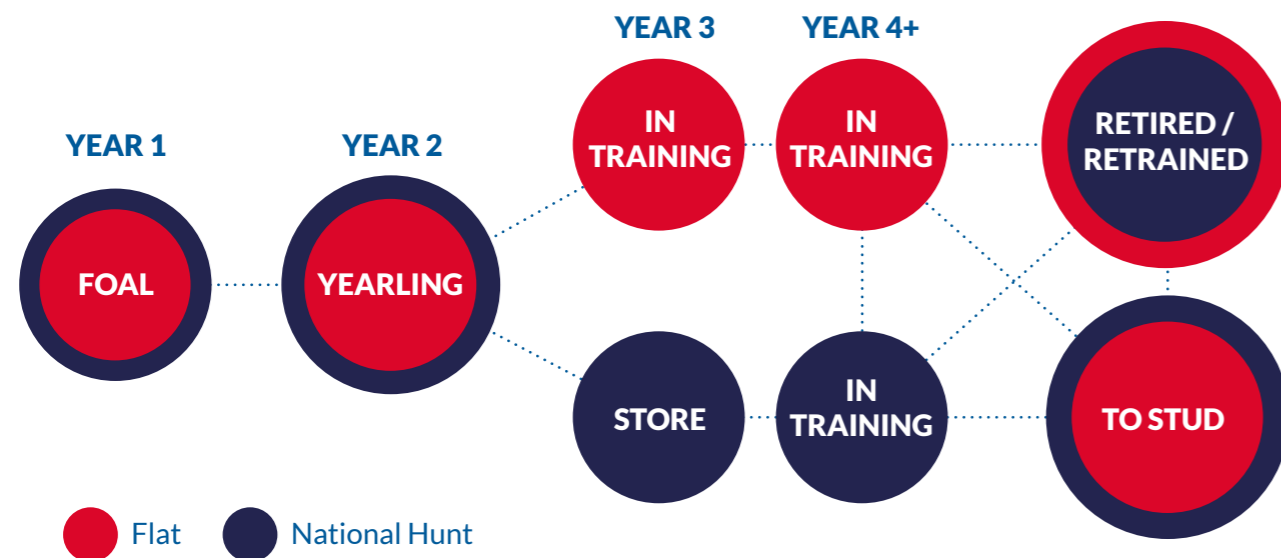 YEAR 1
YEAR 2
YEAR 3
YEAR 4+
FOAL
YEARLING
IN
TRAINING
IN
TRAINING
RETIRED /
RETRAINED
STORE
IN
TRAINING
TO STUD
Flat
National Hunt